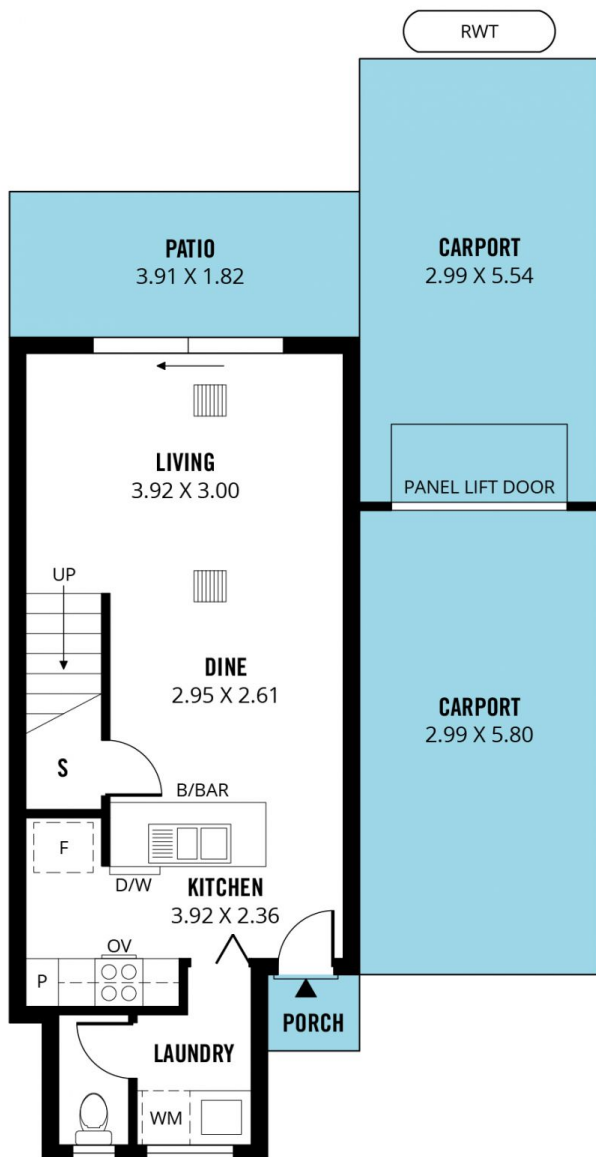 RWT
PATIO
3.91 X 1.82
CARPORT
2.99 X 5.54
LIVING
3.92 X 3.00
PANEL LIFT DOOR
UP
DINE
2.95 X 2.61
CARPORT
2.99 X 5.80
S
B/BAR
F
D/W
KITCHEN
3.92 X 2.36
OV
P
PORCH
LAUNDRY
WM